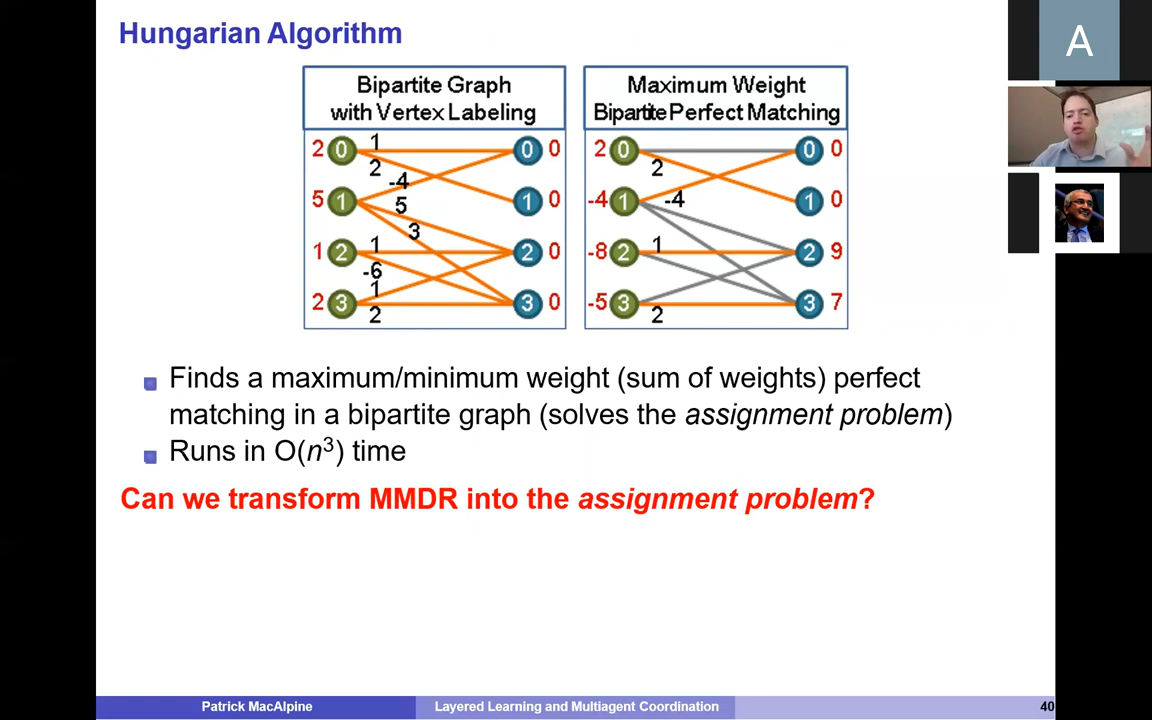 Hungarian Algorithm
A
Bipartite Graph
with Vertex Labeling
Maximum Weight
Bipartite Perfect Matching
2 0 1 0 0
2
-4
5 1 5 1 0
3
1 2 1 2 0
-6
1
2 3 3 0
2
2 0 0 0
2
-4 1 -4 1 0
-8 2 1 2 9
-5 3 3 7
2
Finds a maximum/minimum weight (sum of weights) perfect
matching in a bipartite graph (solves the assignment problem)
Runs in O(n³) time
Can we transform MMDR into the assignment problem?
Patrick MacAlpine Layered Learning and Multiagent Coordination 40